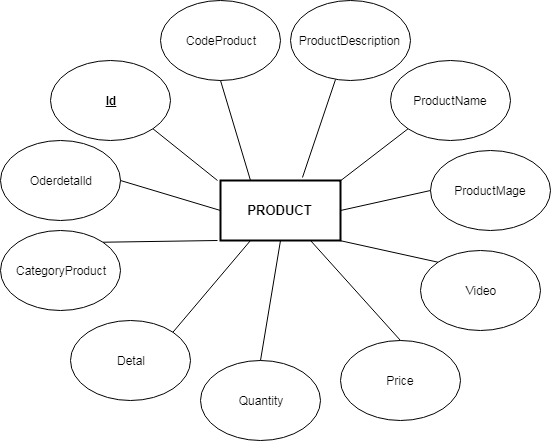 CodeProduct
ProductDescription
Id
ProductName
OderdetalId
ProductMage
PRODUCT
CategoryProduct
Video
Detal
Price
Quantity